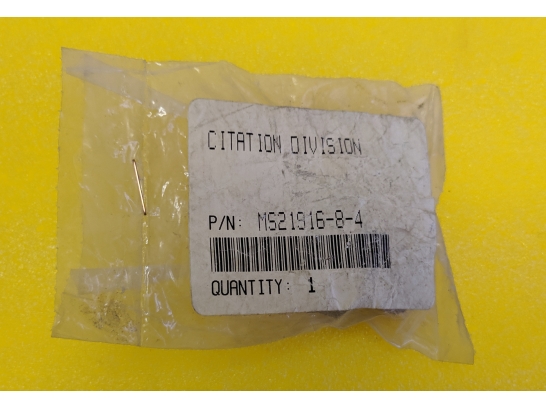 CITATION DIVISION
P/N: MS21916-8-4
QUANTITY: 1